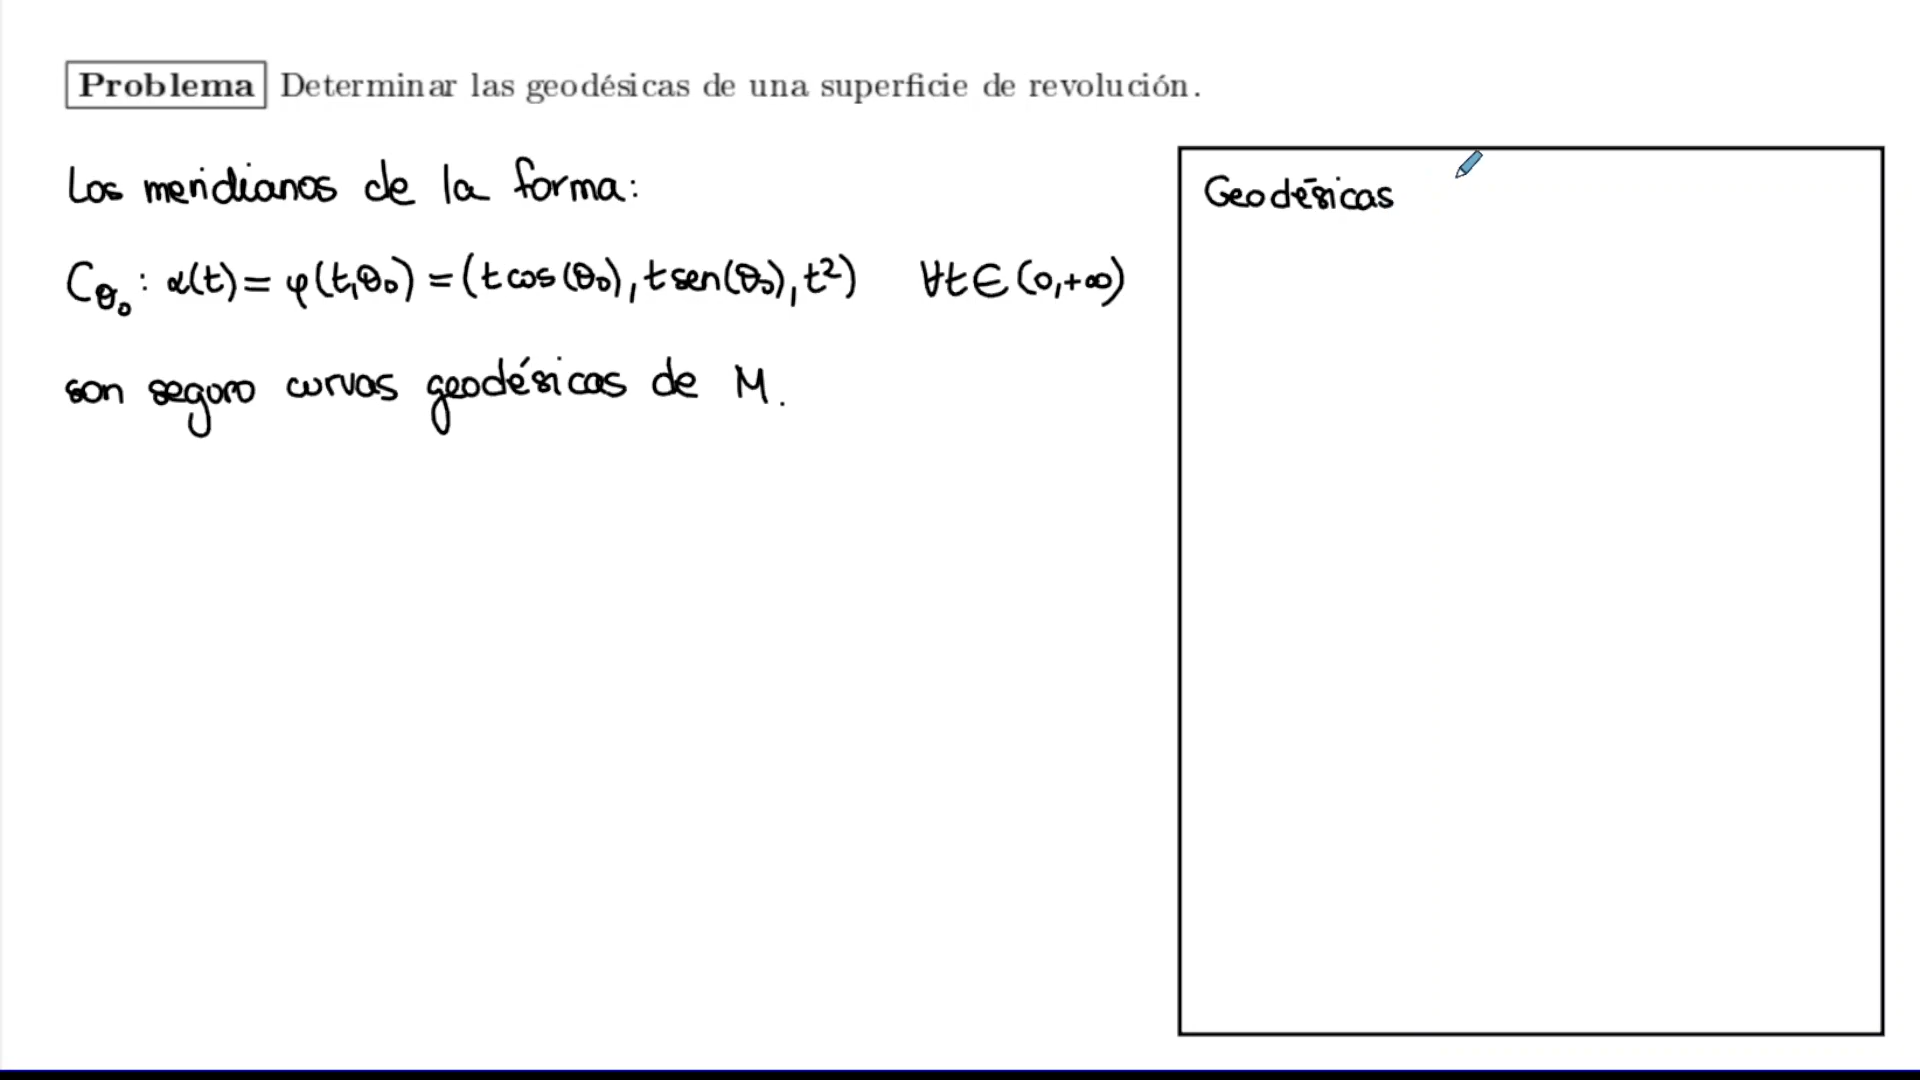 Problema Determinar las geodésicas de una superficie de revolución.
Los meridianos de la forma:
Geodésicas
Cθ₀: α(t) = φ(t,θ₀) = (t cos(θ₀), t sen(θ₀), t²) ∀t∈(0,+∞)
son seguro curvas geodésicas de M.